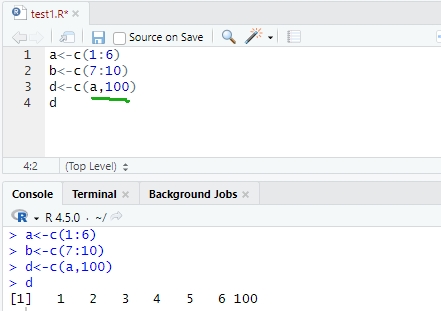 test1.R* ×
Source on Save
1 a<-c(1:6)
2 b<-c(7:10)
3 d<-c(a,100)
4 d
4:2 (Top Level)
Console Terminal × Background Jobs ×
R R 4.5.0 · ~/
> a<-c(1:6)
> b<-c(7:10)
> d<-c(a,100)
> d
[1] 1 2 3 4 5 6 100